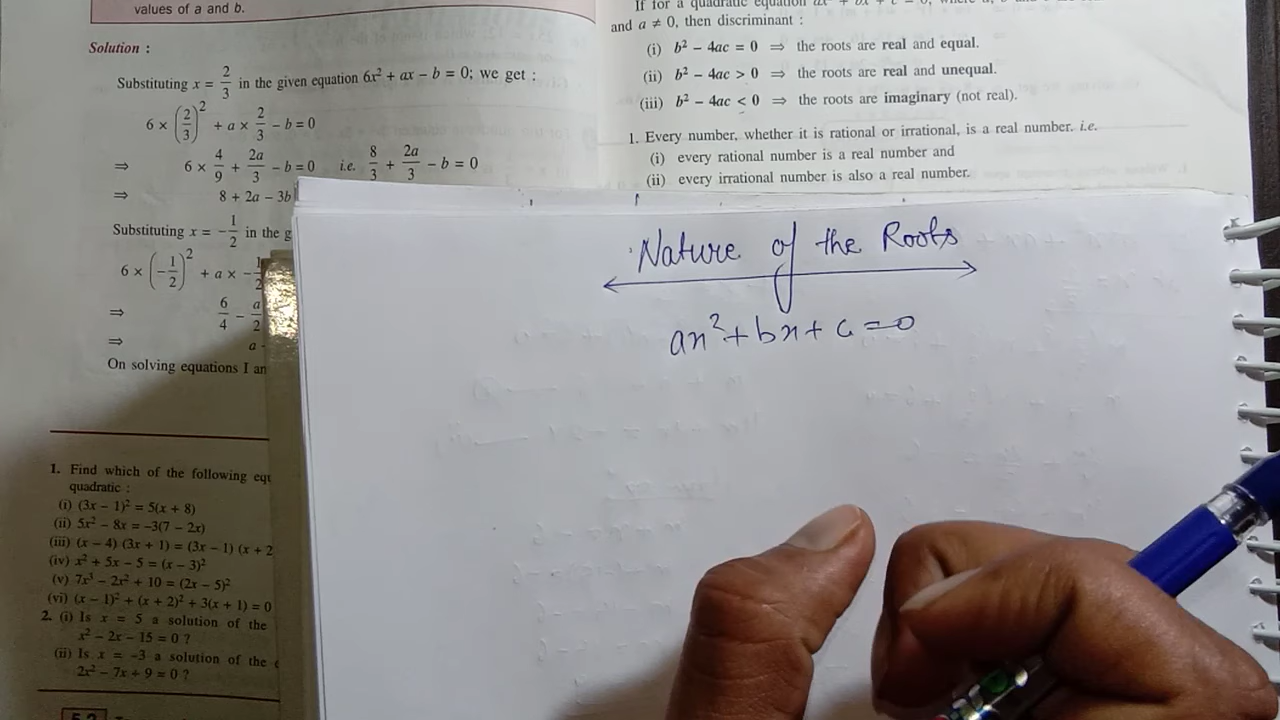 values of a and b.
Solution :
Substituting x = 2/3 in the given equation 6x² + ax − b = 0; we get :
6 × (2/3)² + a × 2/3 − b = 0
⇒ 6 × 4/9 + 2a/3 − b = 0 i.e. 8/3 + 2a/3 − b = 0
⇒ 8 + 2a − 3b
Substituting x = −1/2 in the g
6 × (−1/2)² + a × −
⇒ 6/4 − a/2
⇒ a
On solving equations I an
1. Find which of the following equ
quadratic :
(i) (3x − 1)² = 5(x + 8)
(ii) 5x² − 8x = −3(7 − 2x)
(iii) (x − 4) (3x + 1) = (3x − 1) (x + 2
(iv) x² + 5x − 5 = (x − 3)²
(v) 7x³ − 2x² + 10 = (2x − 5)²
(vi) (x − 1)² + (x + 2)² + 3(x + 1) = 0
2. (i) Is x = 5 a solution of the
x² − 2x − 15 = 0 ?
(ii) Is x = −3 a solution of the
2x² − 7x + 9 = 0 ?
If for a quadratic equation ax² + bx + c = 0, where a, b
and a ≠ 0, then discriminant :
(i) b² − 4ac = 0 ⇒ the roots are real and equal.
(ii) b² − 4ac > 0 ⇒ the roots are real and unequal.
(iii) b² − 4ac < 0 ⇒ the roots are imaginary (not real).
1. Every number, whether it is rational or irrational, is a real number. i.e.
(i) every rational number is a real number and
(ii) every irrational number is also a real number.
Nature of the Roots
ax² + bx + c = 0